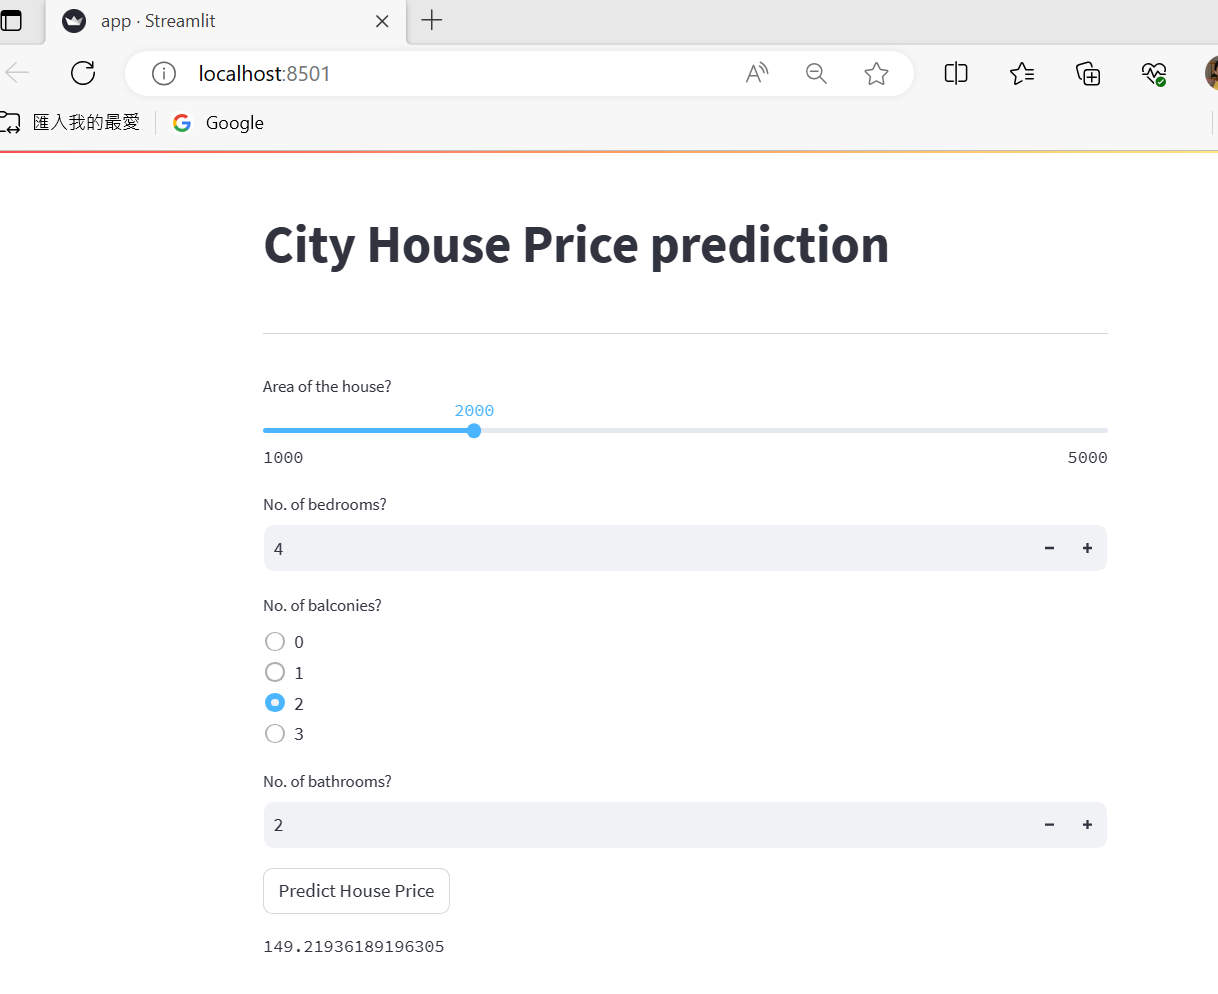 app · Streamlit
localhost:8501
匯入我的最愛
Google
City House Price prediction
Area of the house?
2000
1000 5000
No. of bedrooms?
4
No. of balconies?
0
1
2
3
No. of bathrooms?
2
Predict House Price
149.21936189196305